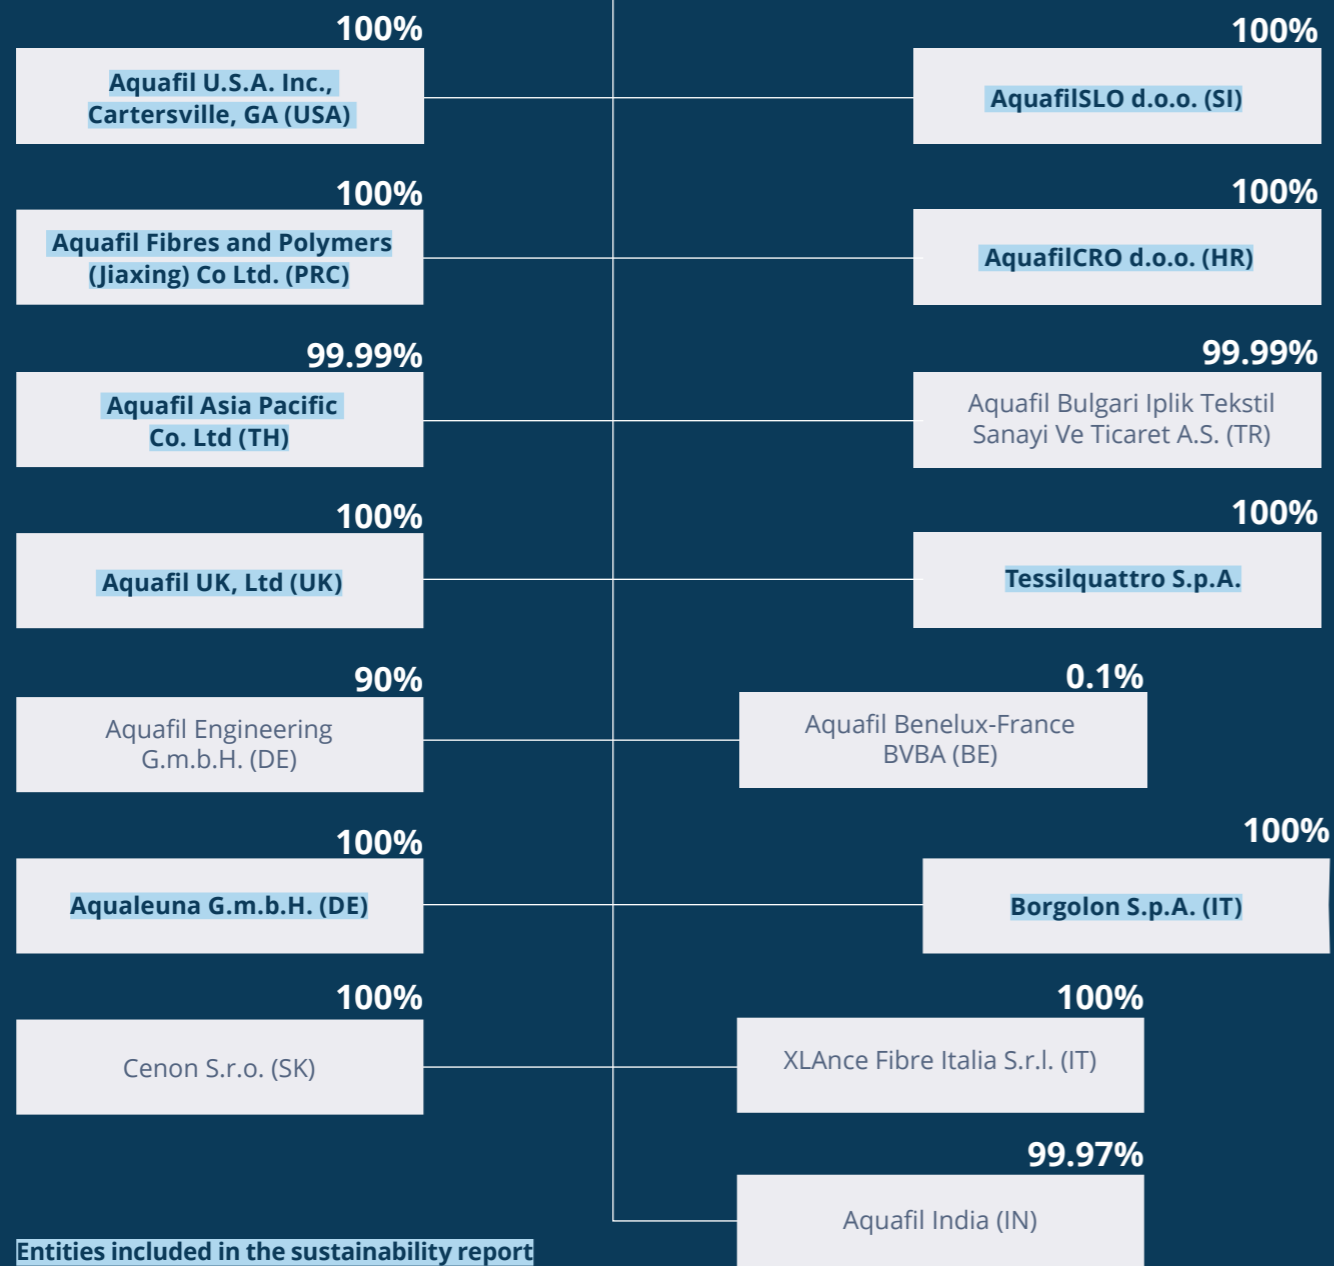 100%
Aquafil U.S.A. Inc.,
Cartersville, GA (USA)
100%
AquafilSLO d.o.o. (SI)
100%
Aquafil Fibres and Polymers
(Jiaxing) Co Ltd. (PRC)
100%
AquafilCRO d.o.o. (HR)
99.99%
Aquafil Asia Pacific
Co. Ltd (TH)
99.99%
Aquafil Bulgari Iplik Tekstil
Sanayi Ve Ticaret A.S. (TR)
100%
Aquafil UK, Ltd (UK)
100%
Tessilquattro S.p.A.
90%
Aquafil Engineering
G.m.b.H. (DE)
0.1%
Aquafil Benelux-France
BVBA (BE)
100%
Aqualeuna G.m.b.H. (DE)
100%
Borgolon S.p.A. (IT)
100%
Cenon S.r.o. (SK)
100%
XLAnce Fibre Italia S.r.l. (IT)
99.97%
Aquafil India (IN)
Entities included in the sustainability report